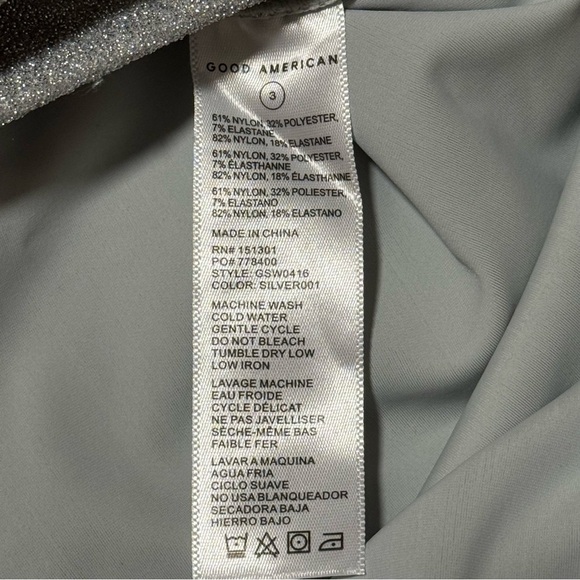 GOOD AMERICAN
3
61% NYLON, 32% POLYESTER,
7% ELASTANE
82% NYLON, 18% ELASTANE
61% NYLON, 32% POLYESTER,
7% ÉLASTHANNE
82% NYLON, 18% ÉLASTHANNE
61% NYLON, 32% POLIESTER,
7% ELASTANO
82% NYLON, 18% ELASTANO
MADE IN CHINA
RN# 151301
PO# 778400
STYLE: GSW0416
COLOR: SILVER001
MACHINE WASH
COLD WATER
GENTLE CYCLE
DO NOT BLEACH
TUMBLE DRY LOW
LOW IRON
LAVAGE MACHINE
EAU FROIDE
CYCLE DÉLICAT
NE PAS JAVELLISER
SÈCHE-MÊME BAS
FAIBLE FER
LAVAR A MAQUINA
AGUA FRIA
CICLO SUAVE
NO USA BLANQUEADOR
SECADORA BAJA
HIERRO BAJO